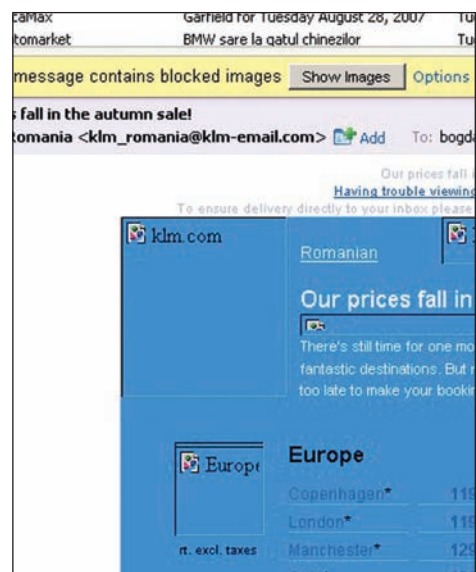 caMax Garfield for Tuesday August 28, 2007 Tu
tomarket BMW sare la gatul chinezilor Tu
message contains blocked images Show Images Options
s fall in the autumn sale!
omania <klm_romania@klm-email.com> Add To: bogda
Our prices fall i
Having trouble viewing
To ensure delivery directly to your inbox please
klm.com
Romanian
Our prices fall in
There's still time for one mo
fantastic destinations. But
too late to make your bookin
Europe
Europe
Copenhagen* 119
London* 119
rt. excl. taxes Manchester* 129